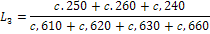 L₃ = c. 250 + c. 260 + c, 240 / c, 610 + c, 620 + c, 630 + c, 660